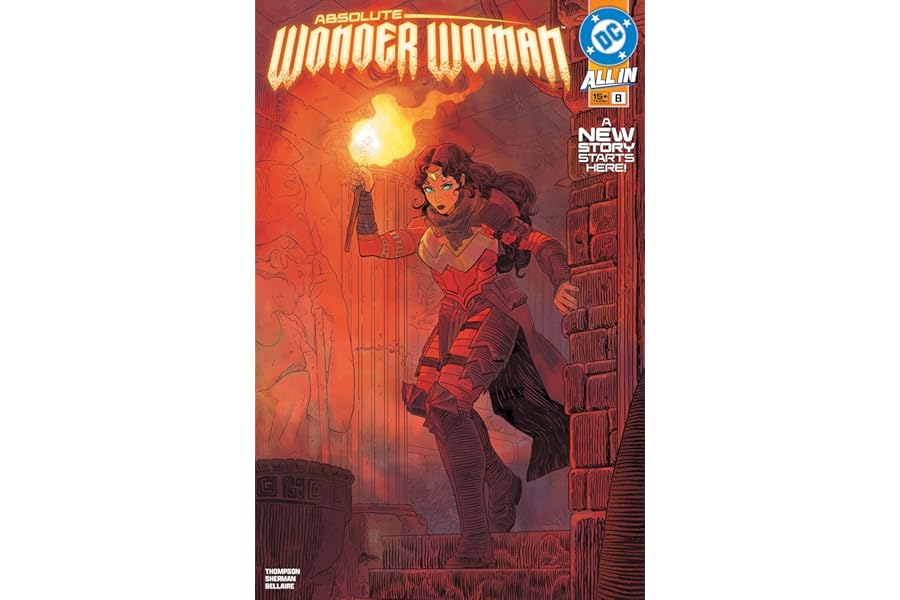 ABSOLUTE
WONDER WOMAN
DC
ALL IN
15+
8
A
NEW
STORY
STARTS
HERE!
THOMPSON
SHERMAN
BELLAIRE